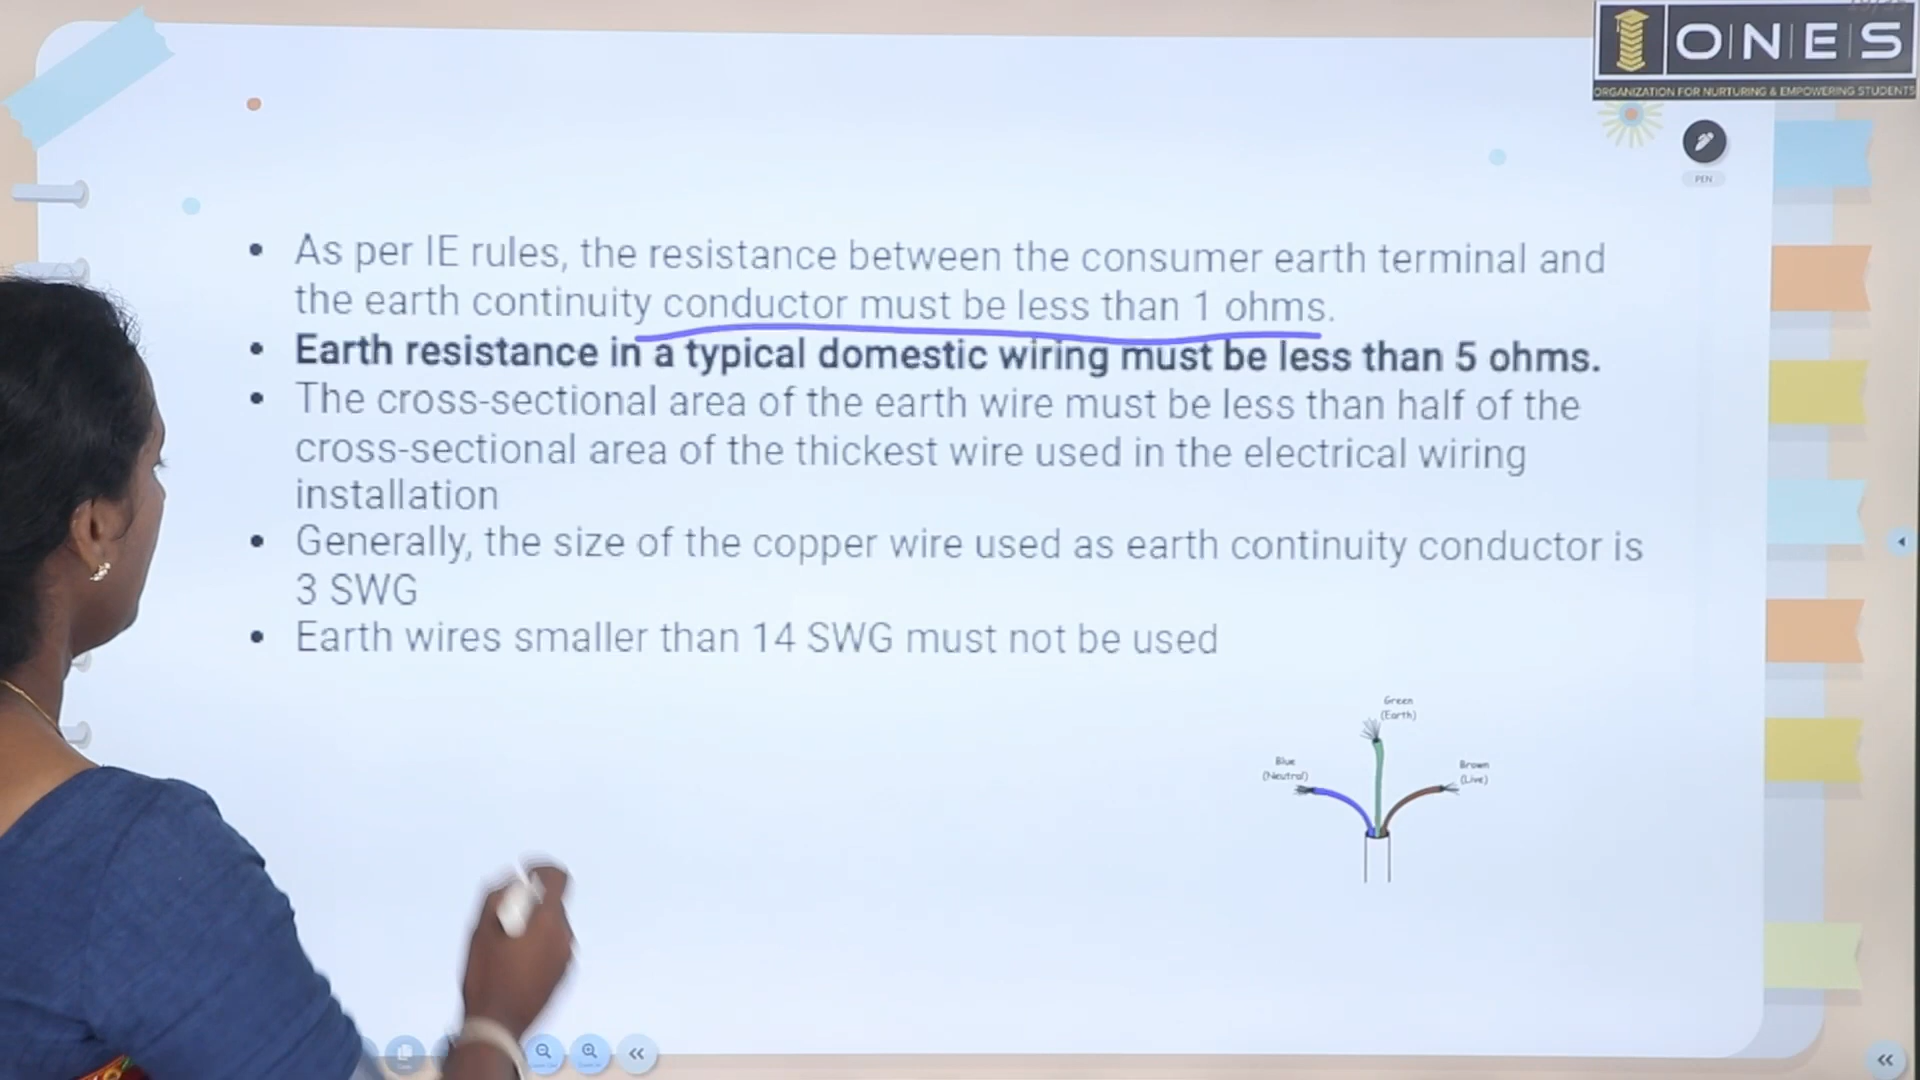 O|N|E|S
ORGANIZATION FOR NURTURING & EMPOWERING STUDENTS
PEN
• As per IE rules, the resistance between the consumer earth terminal and
the earth continuity conductor must be less than 1 ohms.
• Earth resistance in a typical domestic wiring must be less than 5 ohms.
• The cross-sectional area of the earth wire must be less than half of the
cross-sectional area of the thickest wire used in the electrical wiring
installation
• Generally, the size of the copper wire used as earth continuity conductor is
3 SWG
• Earth wires smaller than 14 SWG must not be used
Green
(Earth)
Blue
(Neutral)
Brown
(Live)